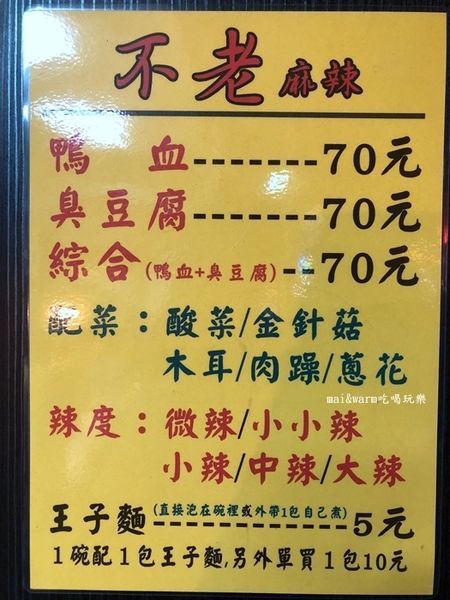 不老 麻辣
鴨 血-------70元
臭豆腐-------70元
綜合(鴨血+臭豆腐)--70元
配菜：酸菜/金針菇
木耳/肉躁/蔥花
mai&warm吃喝玩樂
辣度：微辣/小小辣
小辣/中辣/大辣
(直接泡在碗裡或外帶1包自己煮)
王子麵------------5元
1碗配1包王子麵,另外單買1包10元